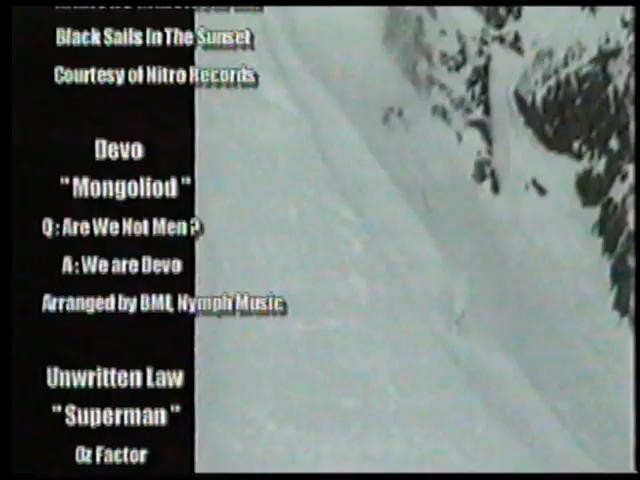 Black Sails In The Sunset
Courtesy of Nitro Records
Devo
"Mongoliod"
Q: Are We Not Men?
A: We are Devo
Arranged by BML Nymph Music
Unwritten Law
"Superman"
Oz Factor